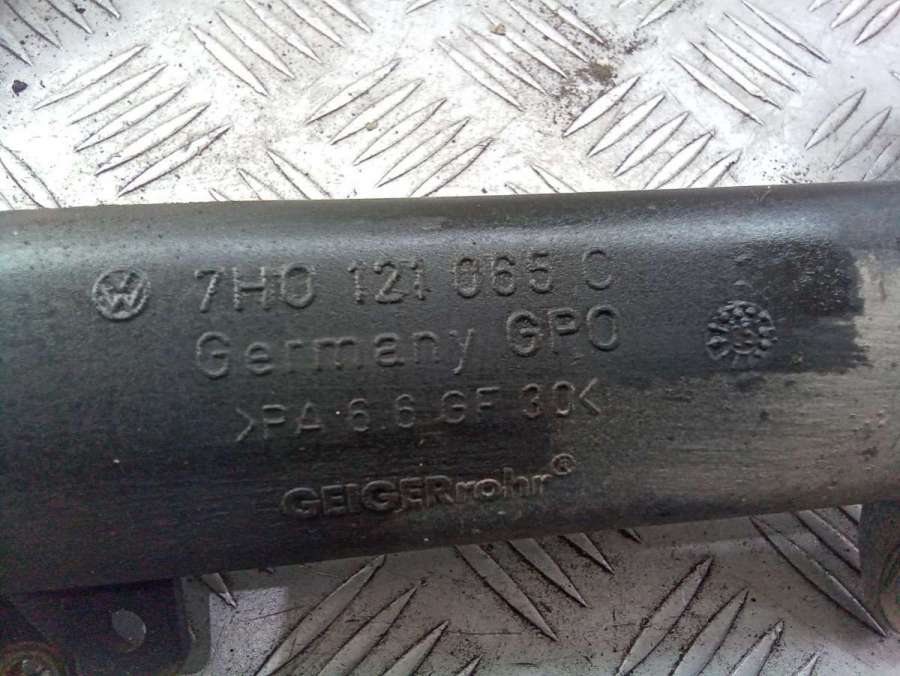 7H0 121 065 C
Germany GPO
>PA 6.6 GF 30<
GEIGERrohr®